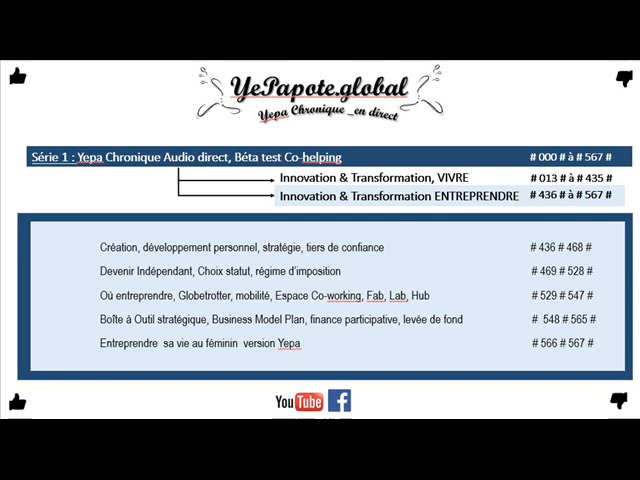 YePapote.global
Yepa Chronique _en direct
Série 1 : Yepa Chronique Audio direct, Béta test Co-helping # 000 # à # 567 #
Innovation & Transformation, VIVRE # 013 # à # 435 #
Innovation & Transformation ENTREPRENDRE # 436 # à # 567 #
Création, développement personnel, stratégie, tiers de confiance # 436 # 468 #
Devenir Indépendant, Choix statut, régime d'imposition # 469 # 528 #
Où entreprendre, Globetrotter, mobilité, Espace Co-working, Fab, Lab, Hub # 529 # 547 #
Boîte à Outil stratégique, Business Model Plan, finance participative, levée de fond # 548 # 565 #
Entreprendre sa vie au féminin version Yepa # 566 # 567 #
YouTube f